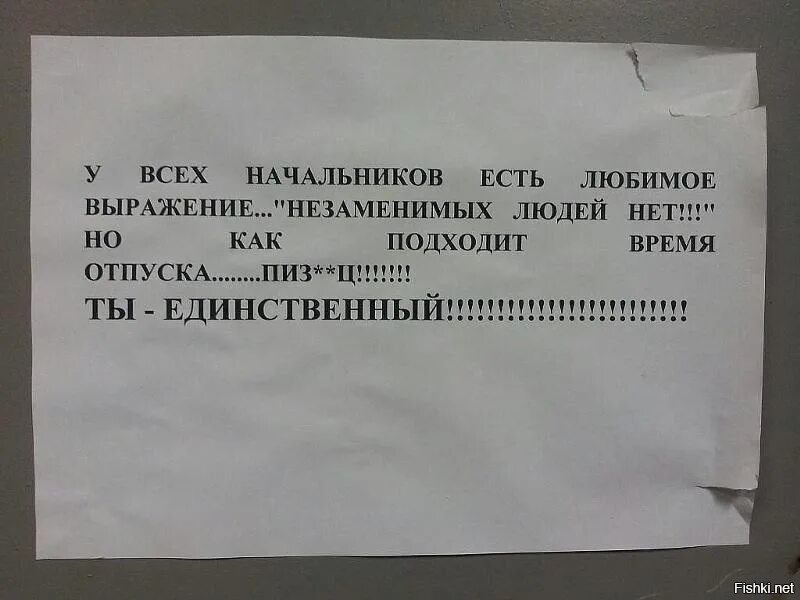 У ВСЕХ НАЧАЛЬНИКОВ ЕСТЬ ЛЮБИМОЕ
ВЫРАЖЕНИЕ..."НЕЗАМЕНИМЫХ ЛЮДЕЙ НЕТ!!!"
НО КАК ПОДХОДИТ ВРЕМЯ
ОТПУСКА........ПИЗ**Ц!!!!!!!
ТЫ - ЕДИНСТВЕННЫЙ!!!!!!!!!!!!!!!!!!!!!!!!
Fishki.net